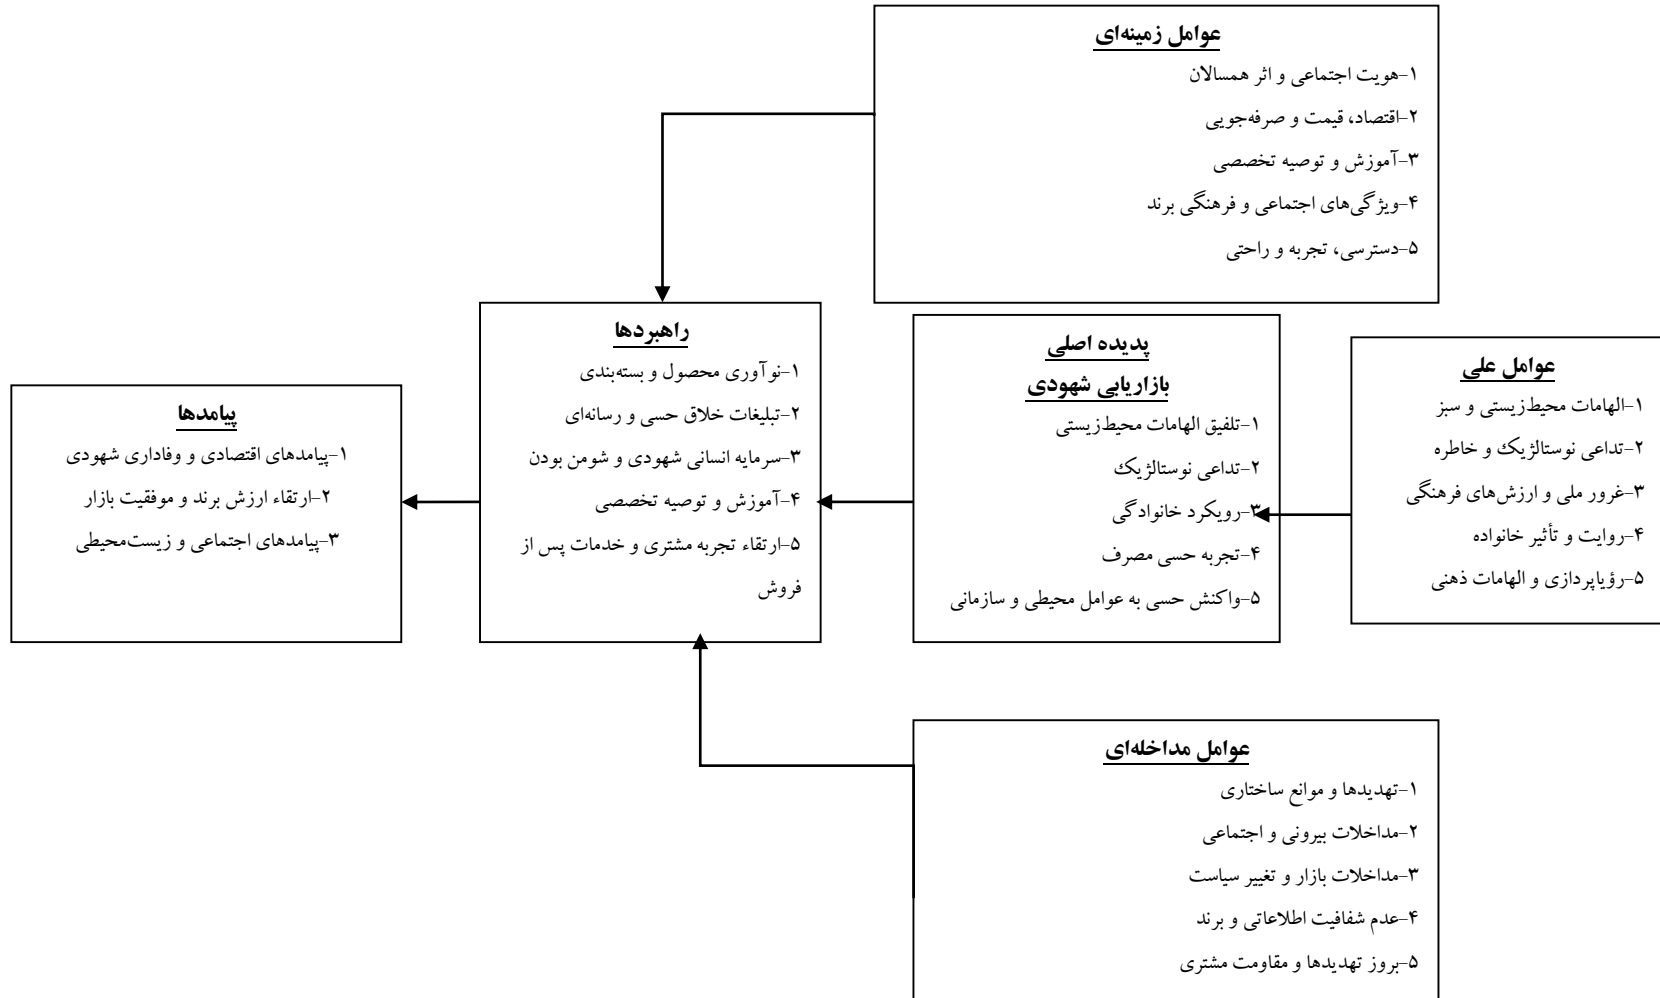 عوامل زمینه‌ای
۱-هویت اجتماعی و اثر همسالان
۲-اقتصاد، قیمت و صرفه‌جویی
۳-آموزش و توصیه تخصصی
۴-ویژگی‌های اجتماعی و فرهنگی برند
۵-دسترسی، تجربه و راحتی
عوامل علی
۱-الهامات محیط‌زیستی و سبز
۲-تداعی نوستالژیک و خاطره
۳-غرور ملی و ارزش‌های فرهنگی
۴-روایت و تأثیر خانواده
۵-رؤیاپردازی و الهامات ذهنی
پدیده اصلی
بازاریابی شهودی
۱-تلفیق الهامات محیط‌زیستی
۲-تداعی نوستالژیک
۳-رویکرد خانوادگی
۴-تجربه حسی مصرف
۵-واکنش حسی به عوامل محیطی و سازمانی
راهبردها
۱-نوآوری محصول و بسته‌بندی
۲-تبلیغات خلاق حسی و رسانه‌ای
۳-سرمایه انسانی شهودی و شومن بودن
۴-آموزش و توصیه تخصصی
۵-ارتقاء تجربه مشتری و خدمات پس از
فروش
پیامدها
۱-پیامدهای اقتصادی و وفاداری شهودی
۲-ارتقاء ارزش برند و موفقیت بازار
۳-پیامدهای اجتماعی و زیست‌محیطی
عوامل مداخله‌ای
۱-تهدیدها و موانع ساختاری
۲-مداخلات بیرونی و اجتماعی
۳-مداخلات بازار و تغییر سیاست
۴-عدم شفافیت اطلاعاتی و برند
۵-بروز تهدیدها و مقاومت مشتری